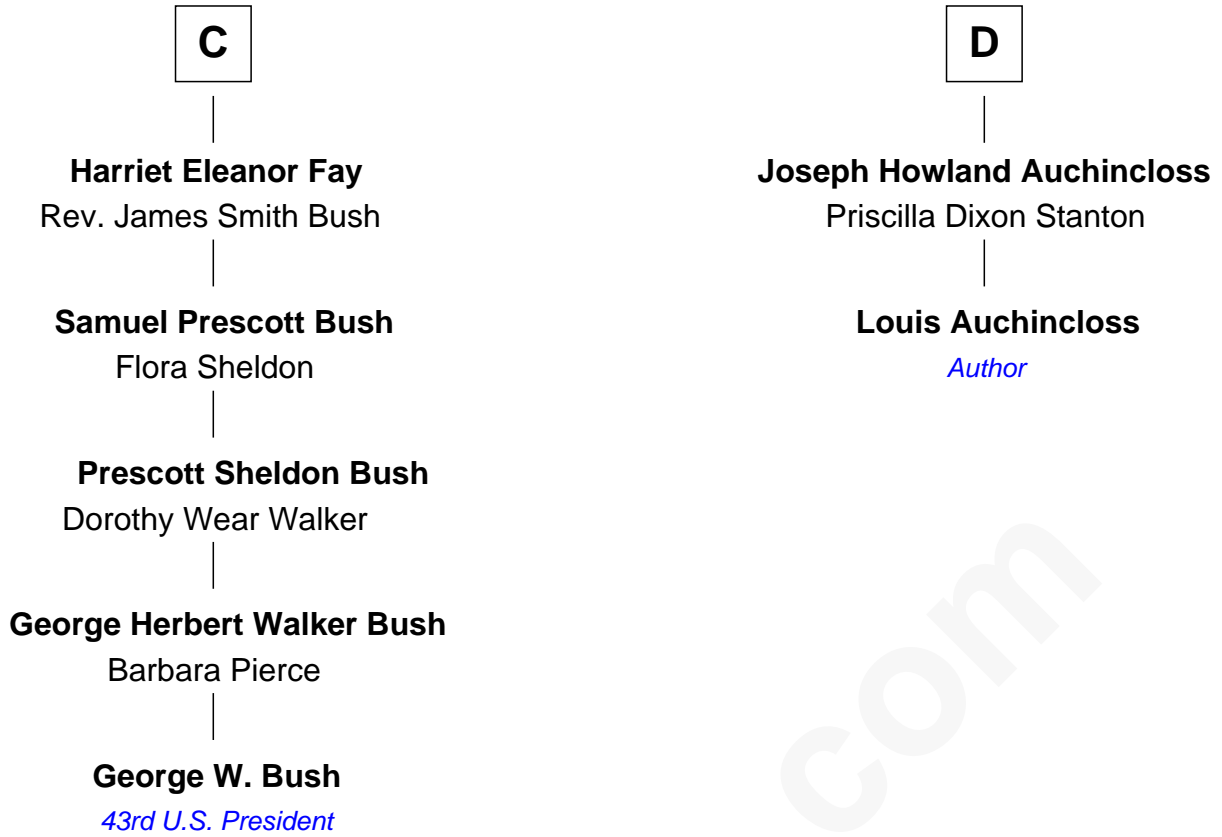 C
Harriet Eleanor Fay
Rev. James Smith Bush
Samuel Prescott Bush
Flora Sheldon
Prescott Sheldon Bush
Dorothy Wear Walker
George Herbert Walker Bush
Barbara Pierce
George W. Bush
43rd U.S. President
D
Joseph Howland Auchincloss
Priscilla Dixon Stanton
Louis Auchincloss
Author
com